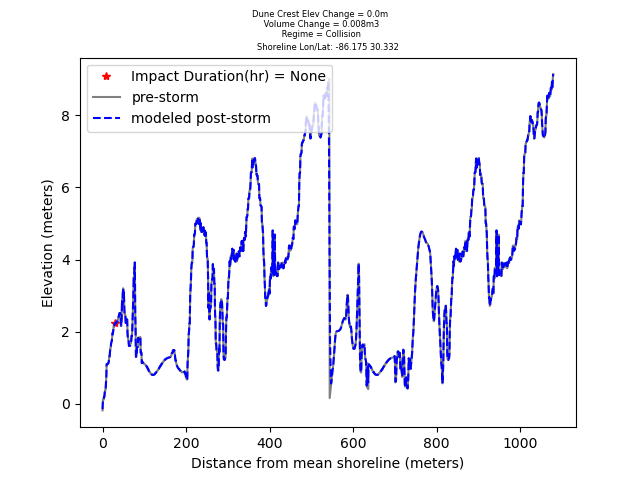 Dune Crest Elev Change = 0.0m
Volume Change = 0.008m3
Regime = Collision
Shoreline Lon/Lat: -86.175 30.332
Impact Duration(hr) = None
pre-storm
modeled post-storm
Elevation (meters)
8
6
4
2
0
0 200 400 600 800 1000
Distance from mean shoreline (meters)